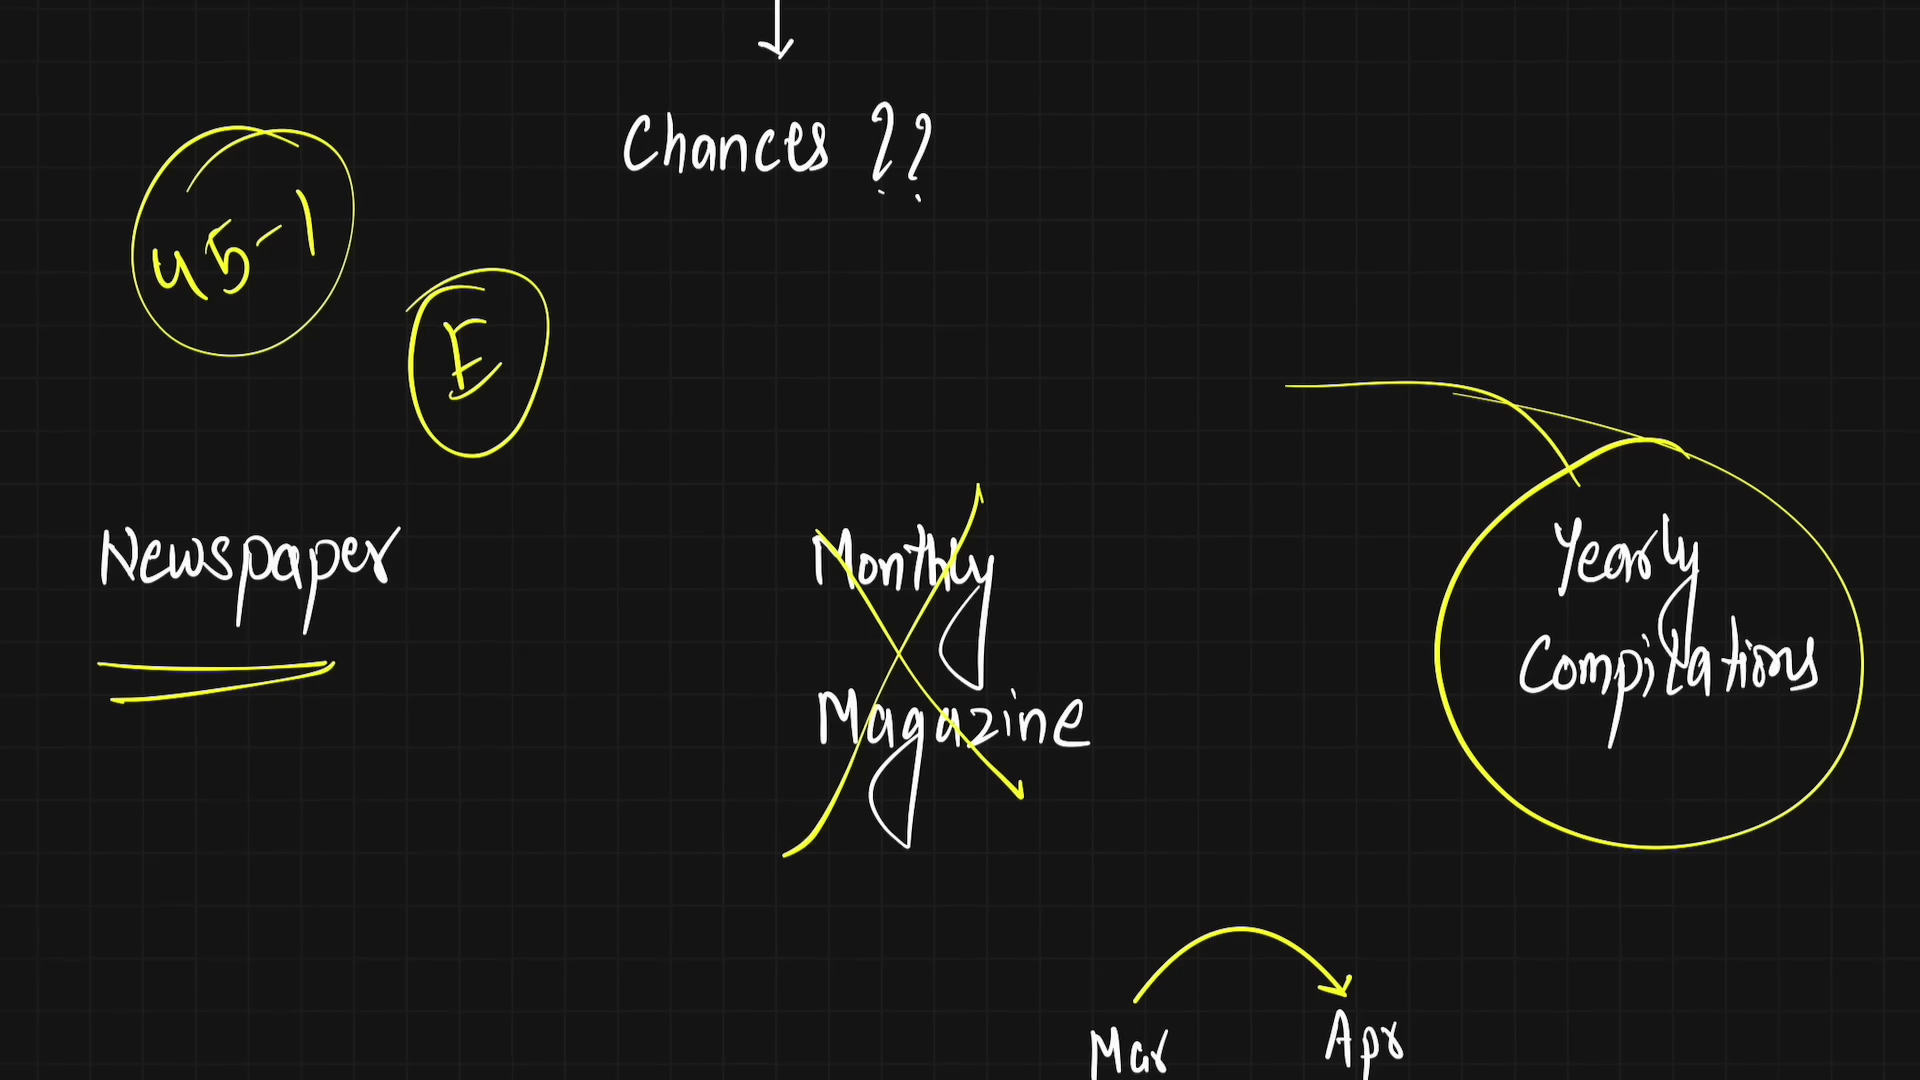 Chances ??
45-1
E
Newspaper
Monthly
Magazine
Yearly
Compilations
Mar
Apr